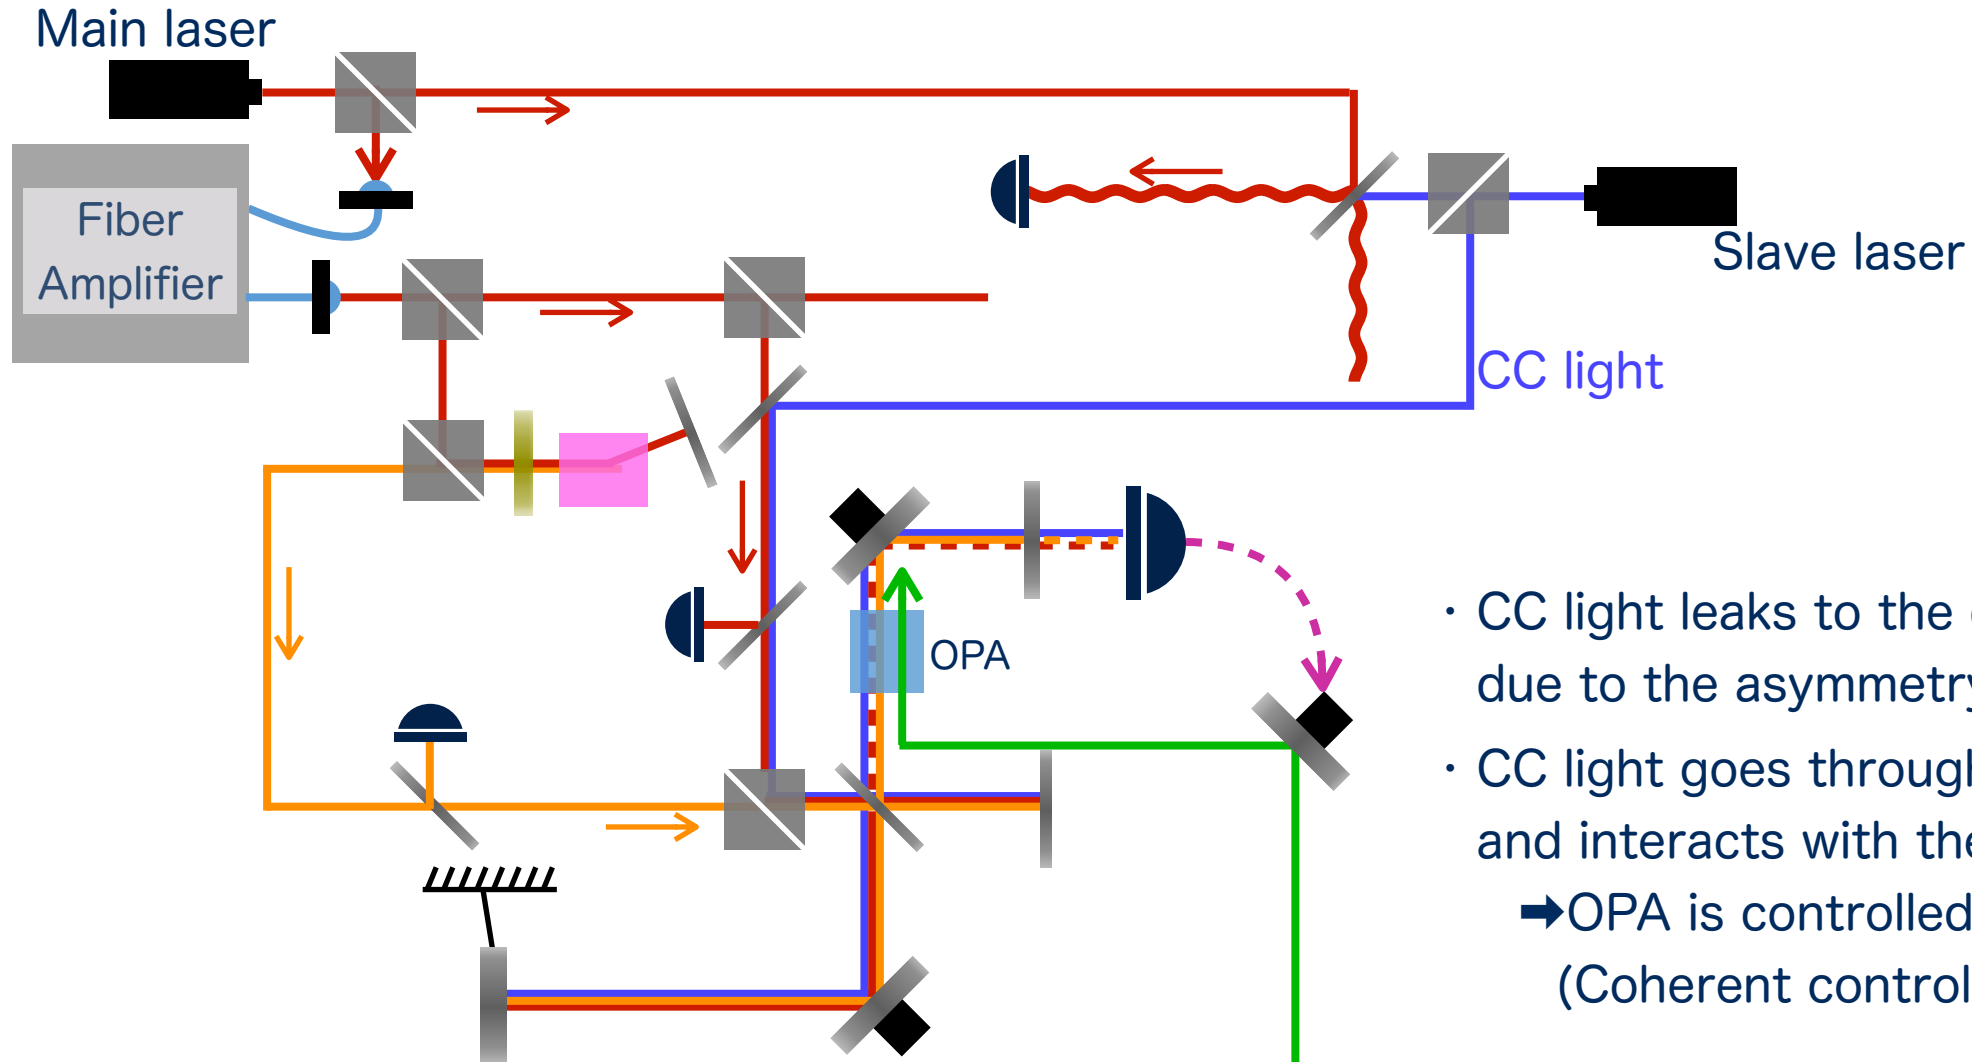 Main laser
Fiber
Amplifier
Slave laser
CC light
OPA
・CC light leaks to the
due to the asymmetry
・CC light goes through
and interacts with the
➡OPA is controlled
(Coherent control